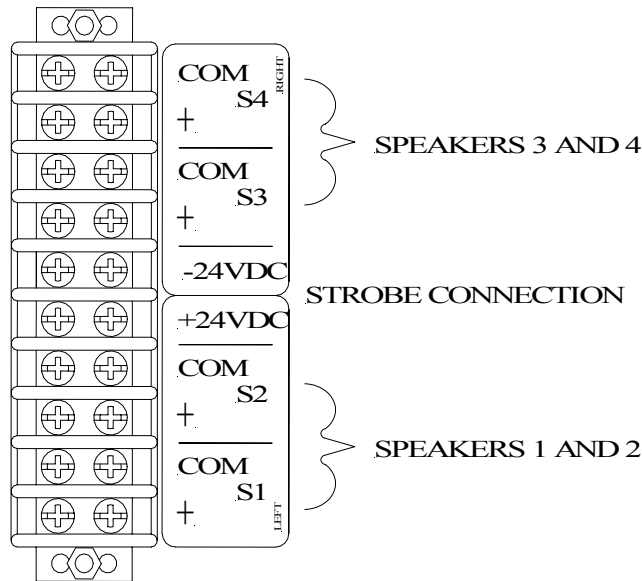 COM
RIGHT
S4
+
SPEAKERS 3 AND 4
COM
S3
+
-24VDC
STROBE CONNECTION
+24VDC
COM
S2
+
SPEAKERS 1 AND 2
COM
S1
+
LEFT